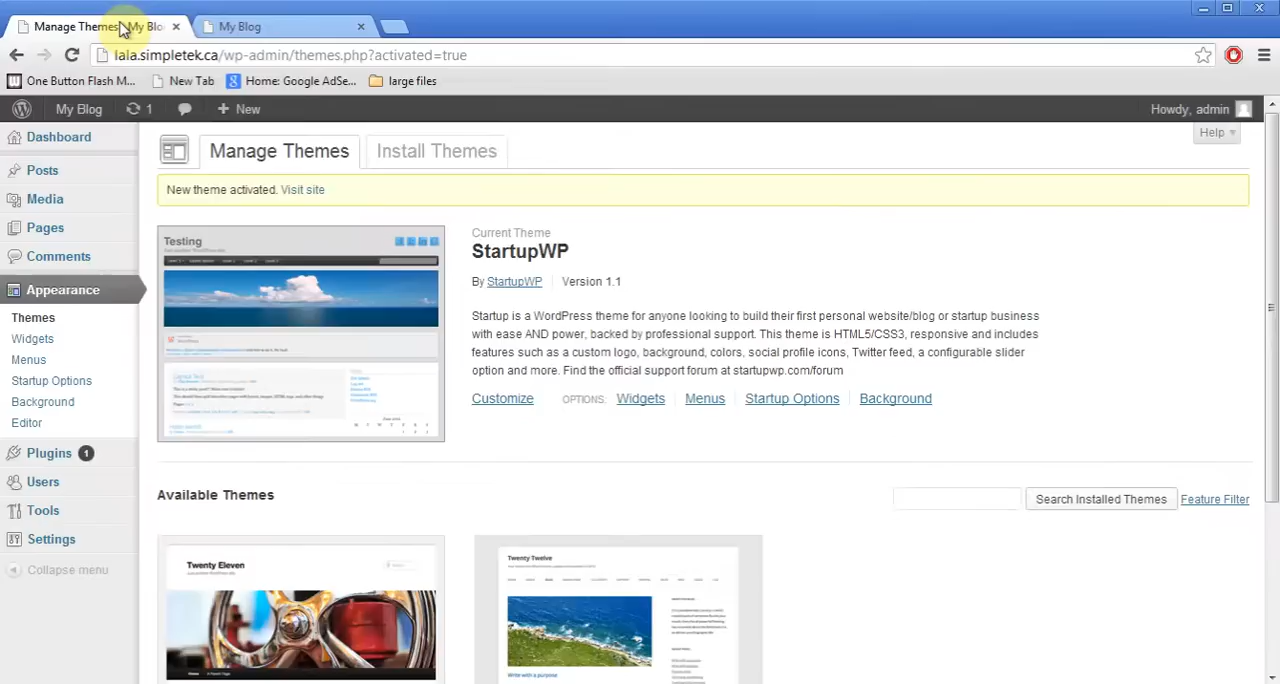 Manage Themes My Blo
My Blog
lala.simpletek.ca/wp-admin/themes.php?activated=true
One Button Flash M...
New Tab
Home: Google AdSe...
large files
My Blog
1
New
Howdy, admin
Help
Dashboard
Posts
Media
Pages
Comments
Appearance
Themes
Widgets
Menus
Startup Options
Background
Editor
Plugins 1
Users
Tools
Settings
Collapse menu
Manage Themes
Install Themes
New theme activated. Visit site
Testing
Current Theme
StartupWP
By StartupWP
Version 1.1
Startup is a WordPress theme for anyone looking to build their first personal website/blog or startup business
with ease AND power, backed by professional support. This theme is HTML5/CSS3, responsive and includes
features such as a custom logo, background, colors, social profile icons, Twitter feed, a configurable slider
option and more. Find the official support forum at startupwp.com/forum
Customize
OPTIONS:
Widgets
Menus
Startup Options
Background
Available Themes
Search Installed Themes
Feature Filter
Twenty Eleven
Twenty Twelve
Write with a purpose